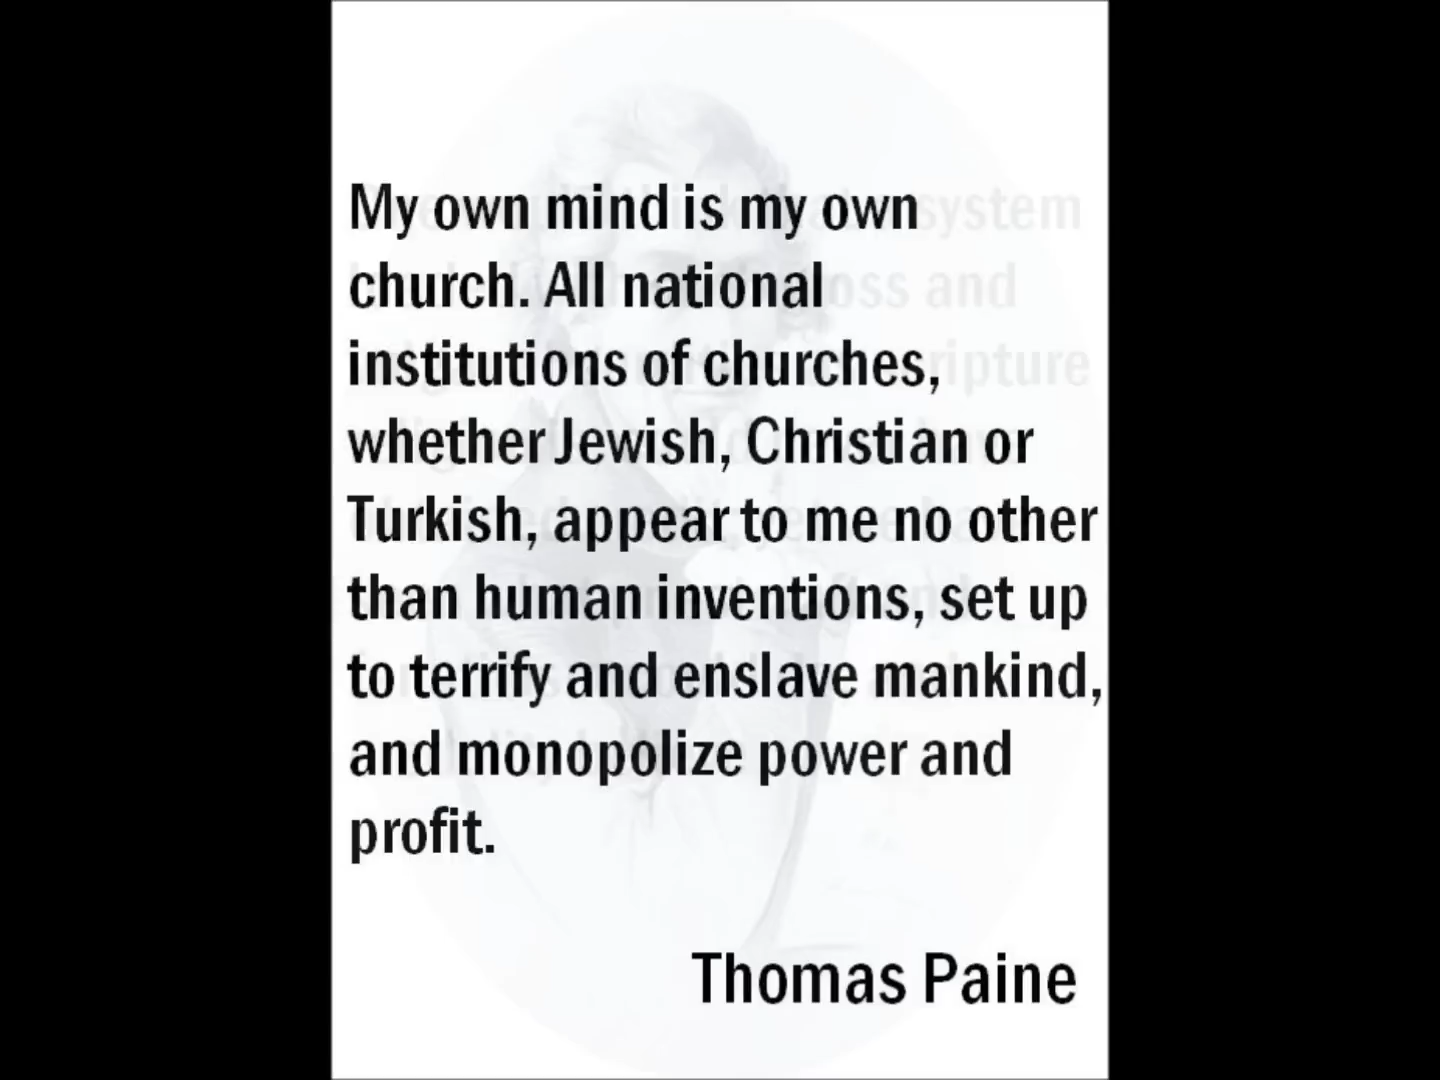 My own mind is my own
church. All national
institutions of churches,
whether Jewish, Christian or
Turkish, appear to me no other
than human inventions, set up
to terrify and enslave mankind,
and monopolize power and
profit.
Thomas Paine